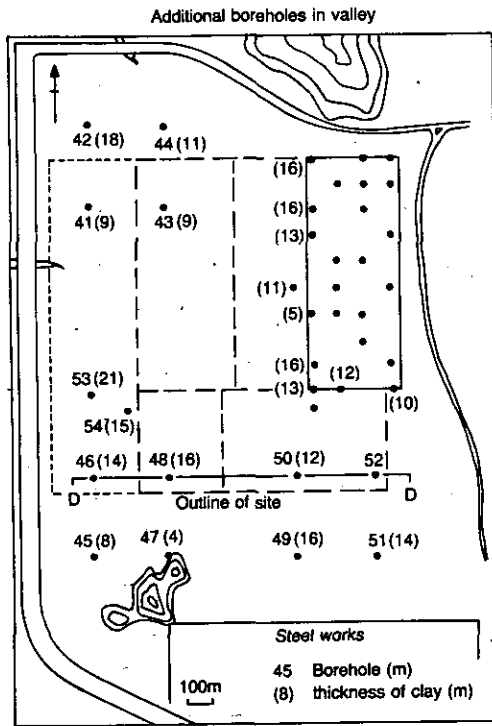 Additional boreholes in valley
42 (18) 44 (11)
(16)
41 (9) 43 (9) (16)
(13)
(11)
(5)
53 (21) (16)
(13) (12)
54 (15) (10)
46 (14) 48 (16) 50 (12) 52
D D
Outline of site
45 (8) 47 (4) 49 (16) 51 (14)
Steel works
45 Borehole (m)
(8) thickness of clay (m)
100m